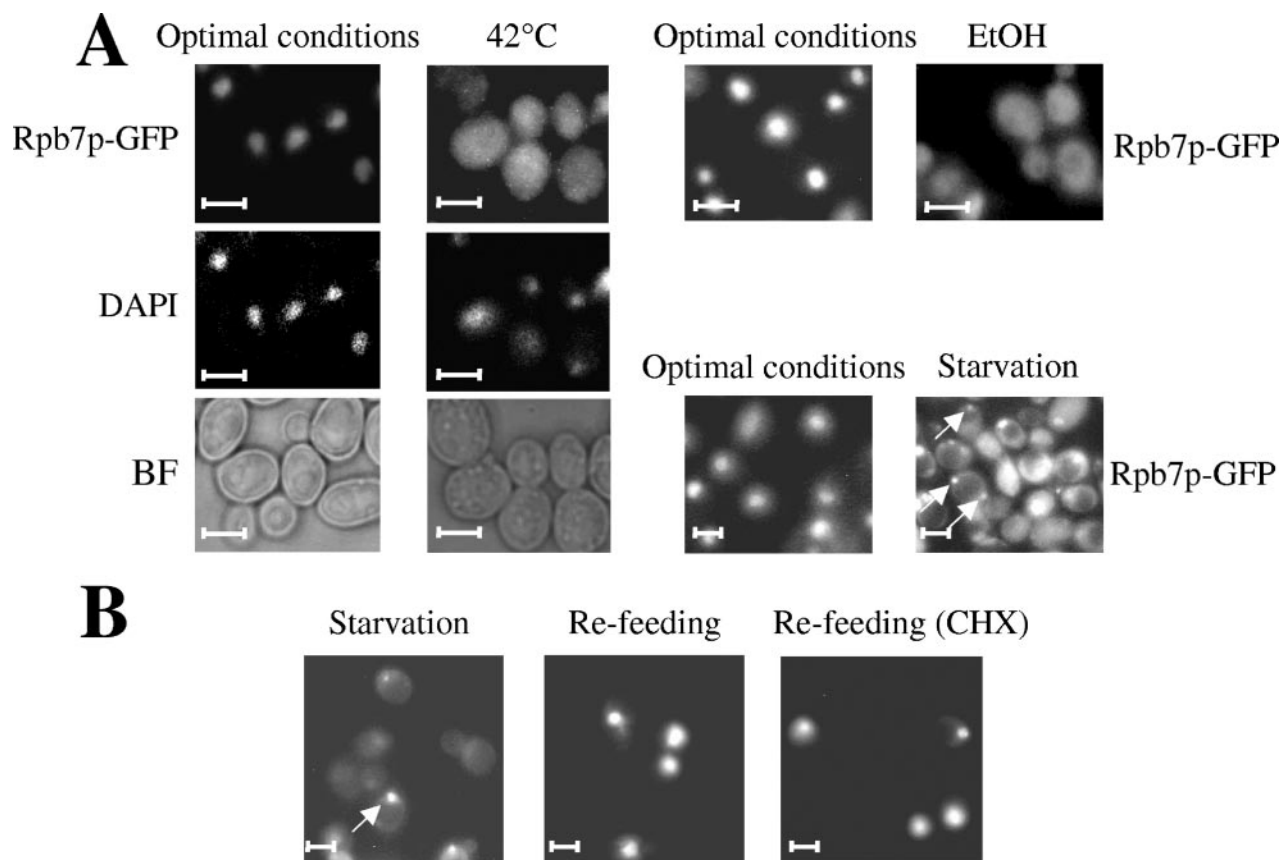 A
Optimal conditions
42°C
Optimal conditions
EtOH
Rpb7p-GFP
Rpb7p-GFP
DAPI
Optimal conditions
Starvation
BF
Rpb7p-GFP
B
Starvation
Re-feeding
Re-feeding (CHX)